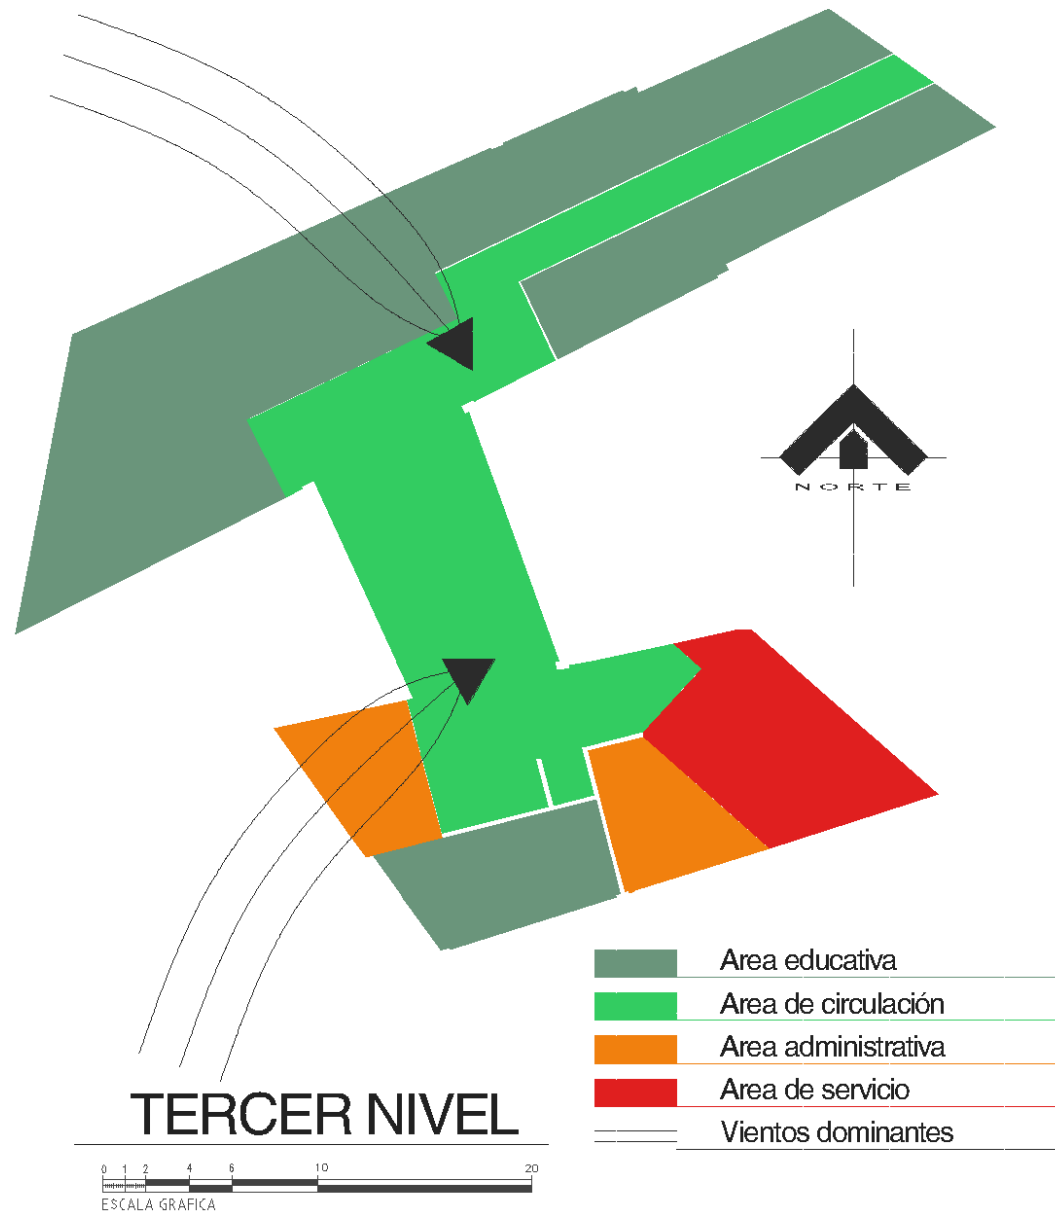 NORTE
Area educativa
Area de circulación
Area administrativa
Area de servicio
Vientos dominantes
TERCER NIVEL
0 1 2 4 6 10 20
ESCALA GRAFICA